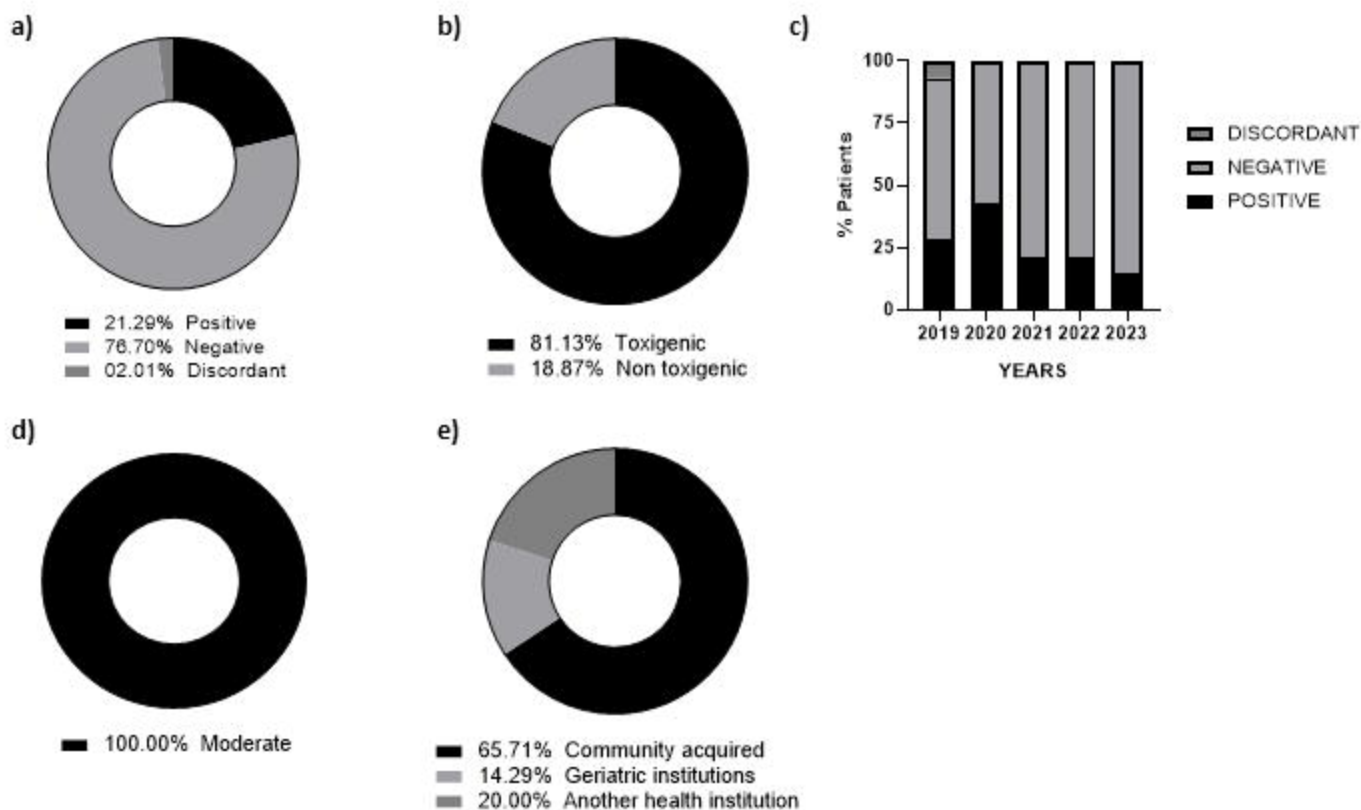 a)
21.29% Positive
76.70% Negative
02.01% Discordant
b)
81.13% Toxigenic
18.87% Non toxigenic
c)
% Patients
100
75
50
25
0
2019 2020 2021 2022 2023
YEARS
DISCORDANT
NEGATIVE
POSITIVE
d)
100.00% Moderate
e)
65.71% Community acquired
14.29% Geriatric institutions
20.00% Another health institution